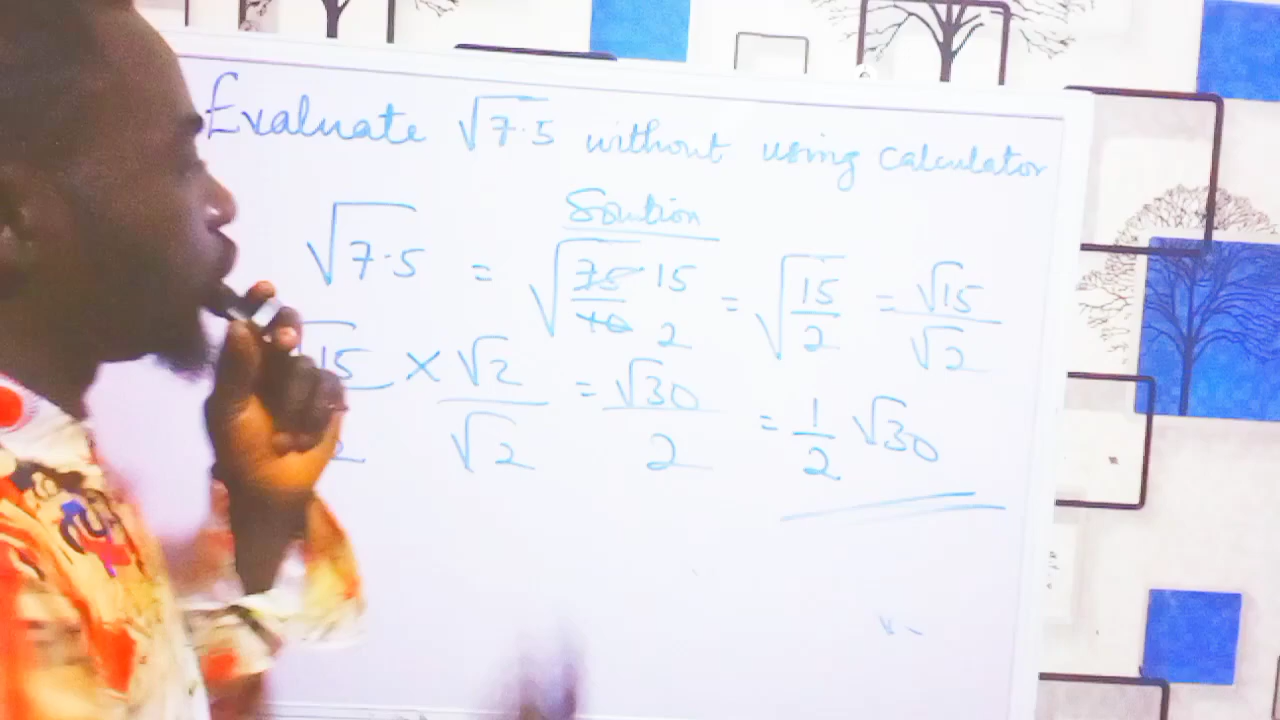 Evaluate √7·5 without using calculator
Solution
√7·5 = √(75/10 15/2) = √(15/2) = √15/√2
√15/2 × √2/√2 = √30/2 = 1/2 √30